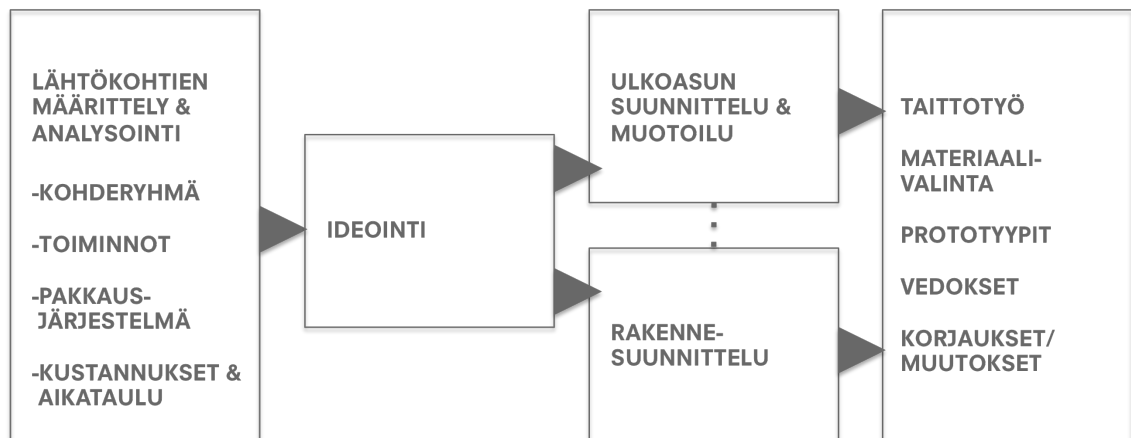 LÄHTÖKOHTIEN
MÄÄRITTELY &
ANALYSOINTI
-KOHDERYHMÄ
-TOIMINNOT
-PAKKAUS-
JÄRJESTELMÄ
-KUSTANNUKSET &
AIKATAULU
IDEOINTI
ULKOASUN
SUUNNITTELU &
MUOTOILU
RAKENNE-
SUUNNITTELU
TAITTOTYÖ
MATERIAALI-
VALINTA
PROTOTYYPIT
VEDOKSET
KORJAUKSET/
MUUTOKSET